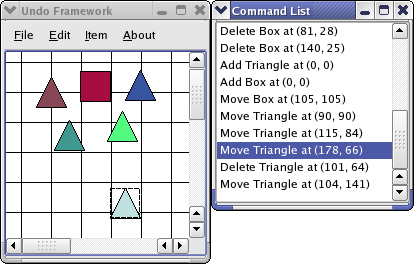 Undo Framework
File Edit Item About
Command List
Delete Box at (81, 28)
Delete Box at (140, 25)
Add Triangle at (0, 0)
Add Box at (0, 0)
Move Box at (105, 105)
Move Triangle at (90, 90)
Move Triangle at (115, 84)
Move Triangle at (178, 66)
Delete Triangle at (101, 64)
Move Triangle at (104, 141)